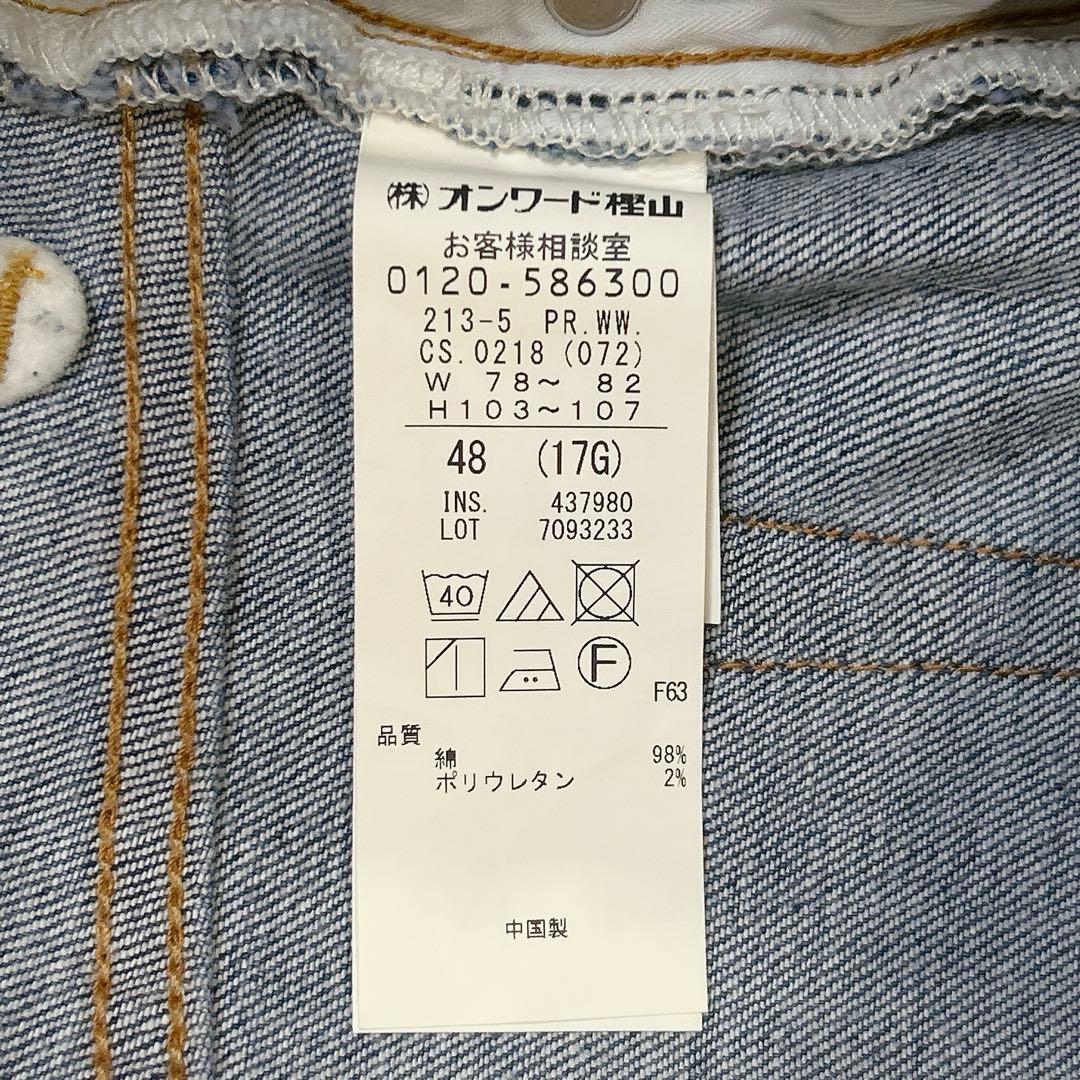 ㈱オンワード樫山
お客様相談室
0120-586300
213-5 PR.WW.
CS.0218 (072)
W 78～ 82
H103～107
48 (17G)
INS. 437980
LOT 7093233
40
F
F63
品質
綿 98%
ポリウレタン 2%
中国製